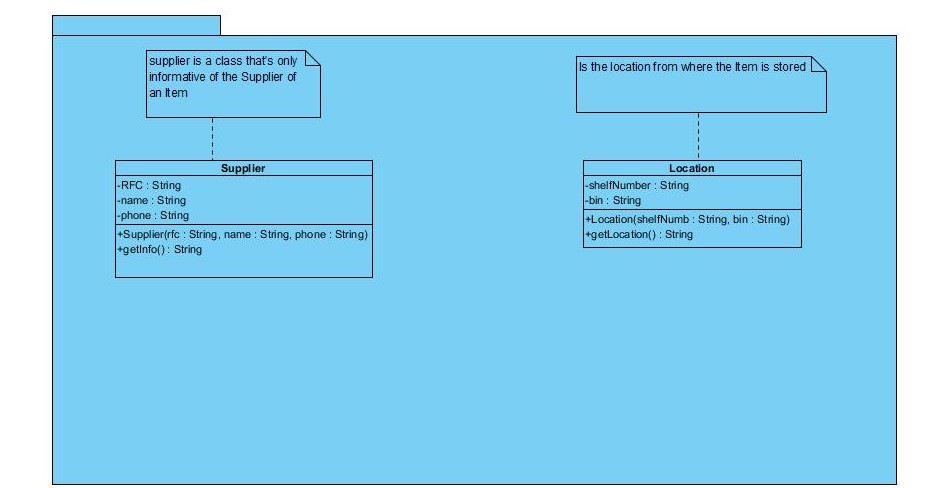 supplier is a class that's only
informative of the Supplier of
an Item
Is the location from where the Item is stored
Supplier
-RFC : String
-name : String
-phone : String
+Supplier(rfc : String, name : String, phone : String)
+getInfo() : String
Location
-shelfNumber : String
-bin : String
+Location(shelfNumb : String, bin : String)
+getLocation() : String